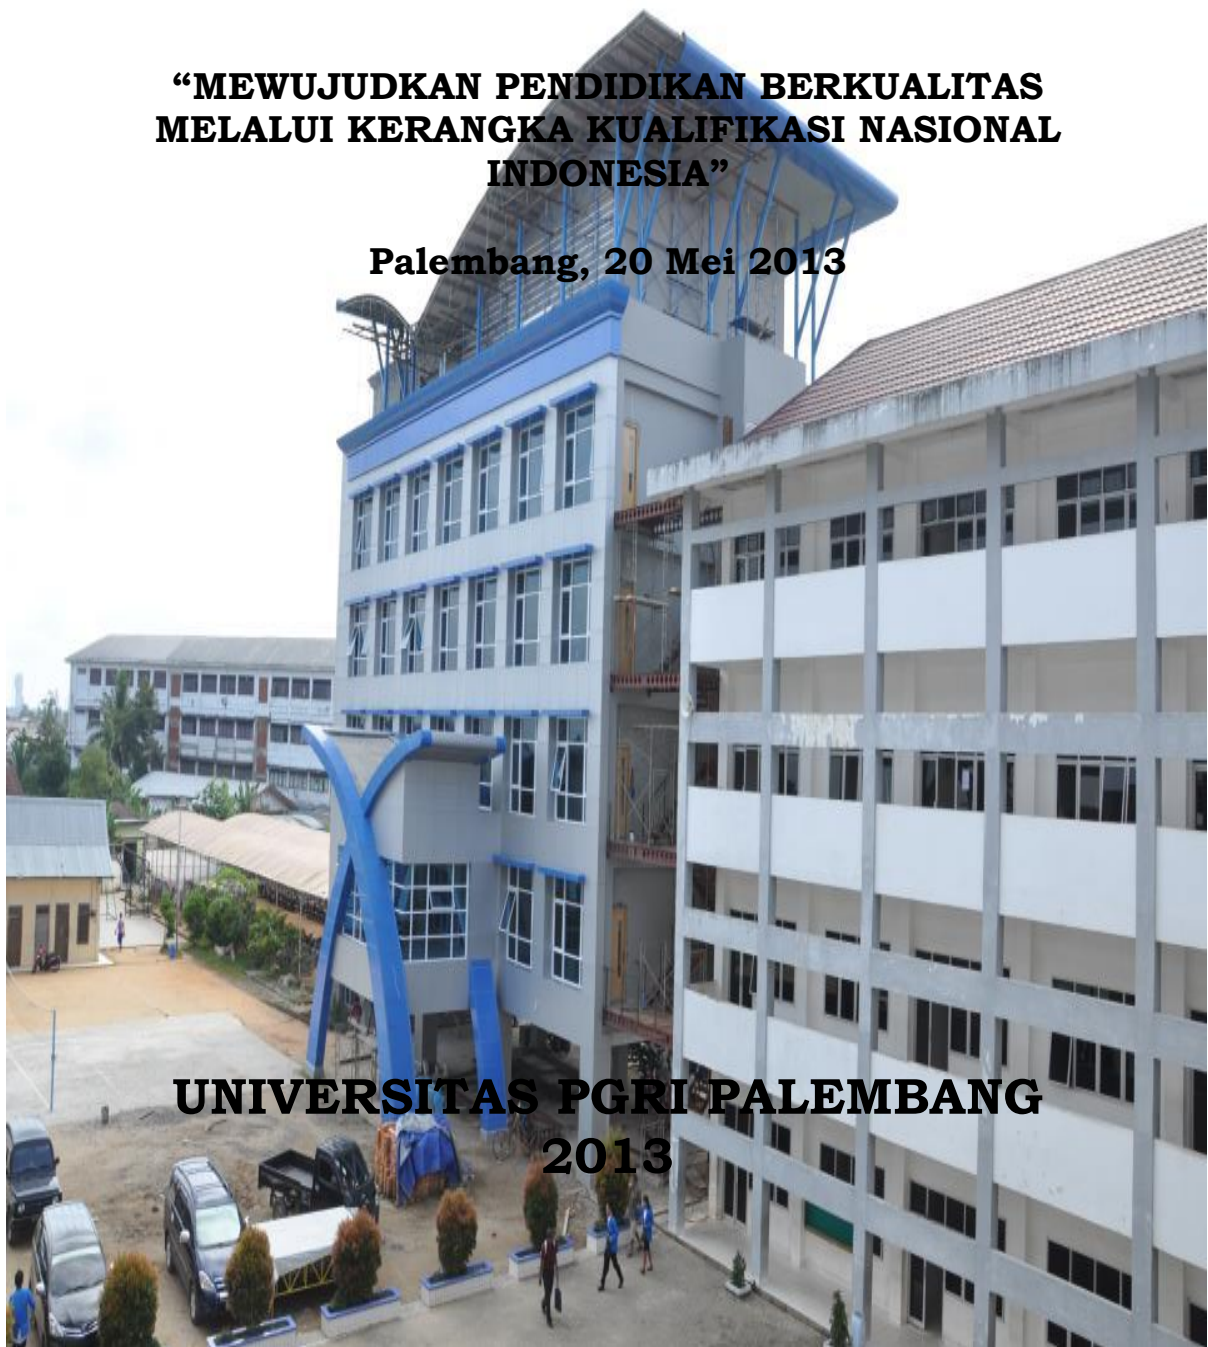 “MEWUJUDKAN PENDIDIKAN BERKUALITAS
MELALUI KERANGKA KUALIFIKASI NASIONAL
INDONESIA”
Palembang, 20 Mei 2013
UNIVERSITAS PGRI PALEMBANG
2013